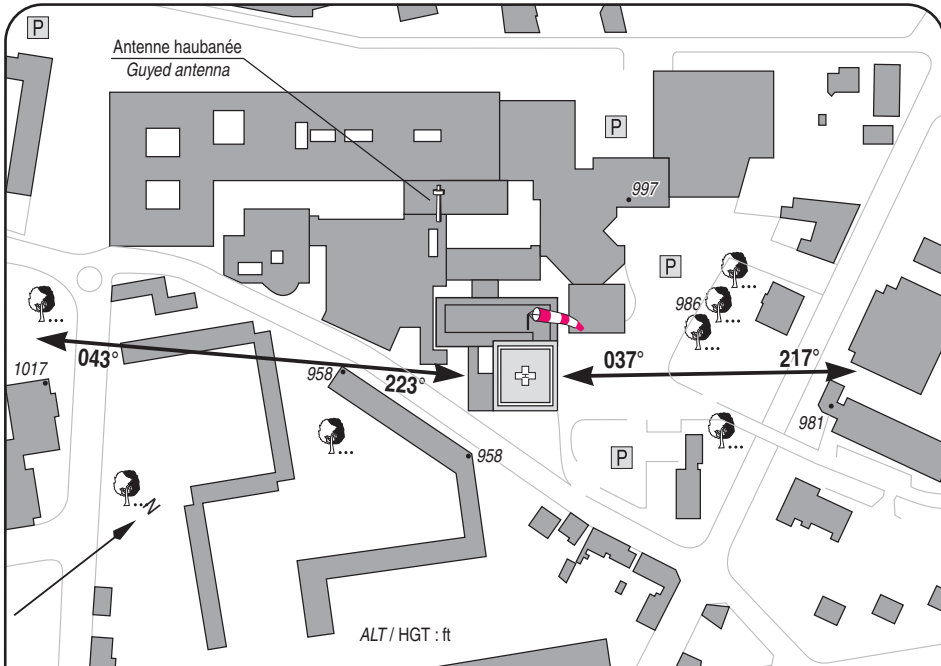 P
Antenne haubanée
Guyed antenna
P
997
P
986
043°
223°
037°
217°
1017
958
981
958
P
N
ALT / HGT : ft